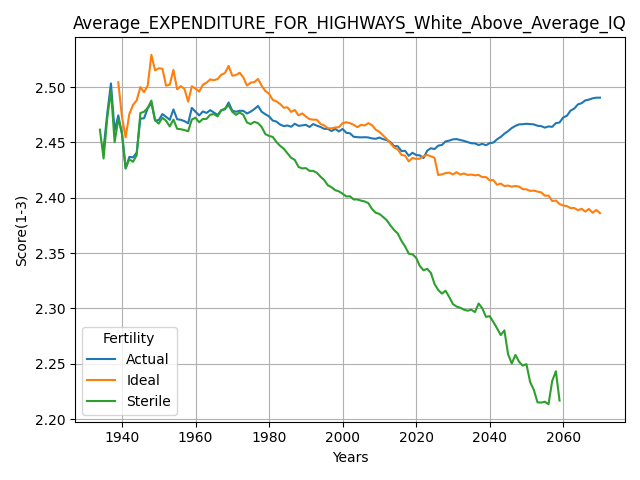 Average_EXPENDITURE_FOR_HIGHWAYS_White_Above_Average_IQ
Score(1-3)
2.50
2.45
2.40
2.35
2.30
2.25
2.20
Fertility
Actual
Ideal
Sterile
1940 1960 1980 2000 2020 2040 2060
Years